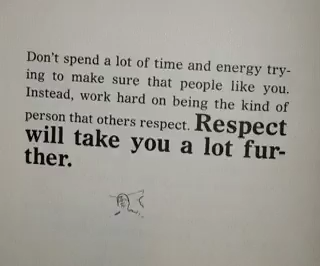 Don't spend a lot of time and energy try-
ing to make sure that people like you.
Instead, work hard on being the kind of
person that others respect. Respect
will take you a lot fur-
ther.